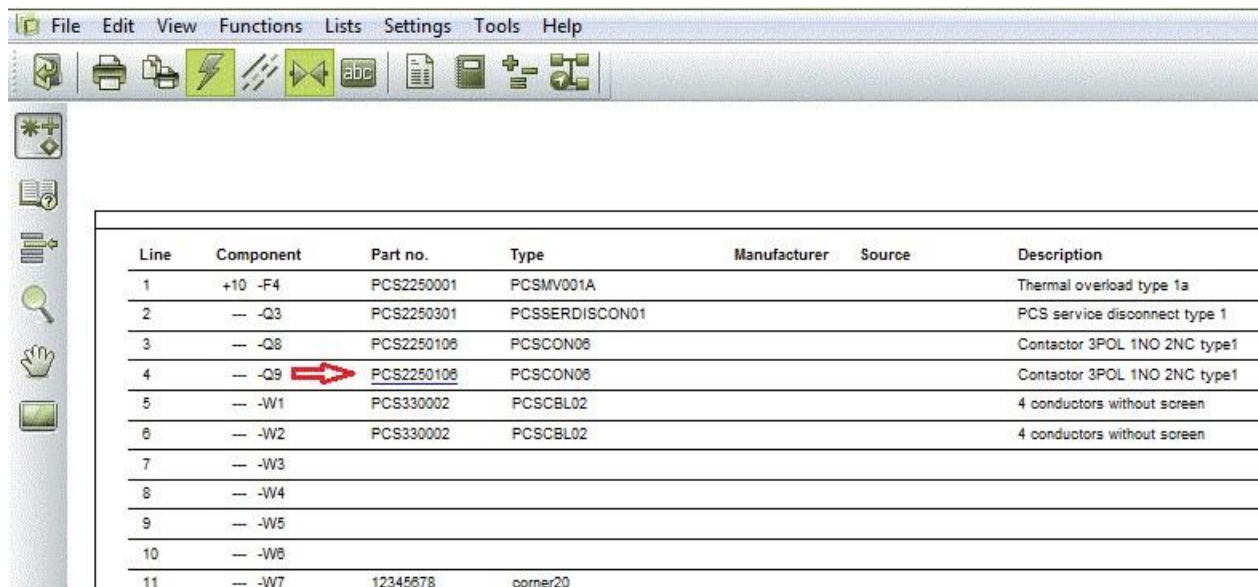 File Edit View Functions Lists Settings Tools Help
abc
Line Component Part no. Type Manufacturer Source Description
1 +10 -F4 PCS2250001 PCSMV001A Thermal overload type 1a
2 --- -Q3 PCS2250301 PCSSERDISCON01 PCS service disconnect type 1
3 --- -Q8 PCS2250106 PCSCON06 Contactor 3POL 1NO 2NC type1
4 --- -Q9 PCS2250106 PCSCON06 Contactor 3POL 1NO 2NC type1
5 --- -W1 PCS330002 PCSCBL02 4 conductors without screen
6 --- -W2 PCS330002 PCSCBL02 4 conductors without screen
7 --- -W3
8 --- -W4
9 --- -W5
10 --- -W6
11 --- -W7 12345678 corner20